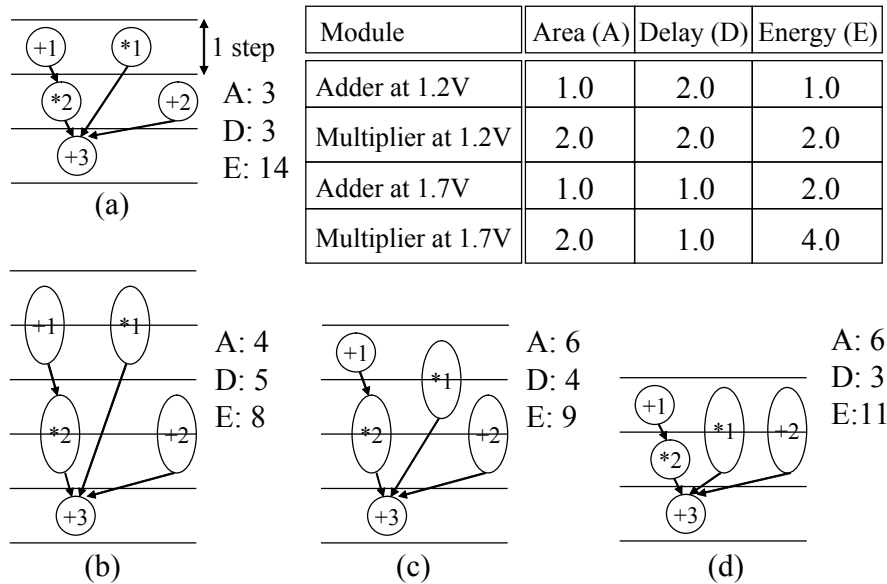 +1
*1
1 step
*2
+2
+3
A: 3
D: 3
E: 14
(a)
Module Area (A) Delay (D) Energy (E)
Adder at 1.2V 1.0 2.0 1.0
Multiplier at 1.2V 2.0 2.0 2.0
Adder at 1.7V 1.0 1.0 2.0
Multiplier at 1.7V 2.0 1.0 4.0
+1
*1
*2
+2
+3
A: 4
D: 5
E: 8
(b)
+1
*1
*2
+2
+3
A: 6
D: 4
E: 9
(c)
+1
*1
+2
*2
+3
A: 6
D: 3
E:11
(d)